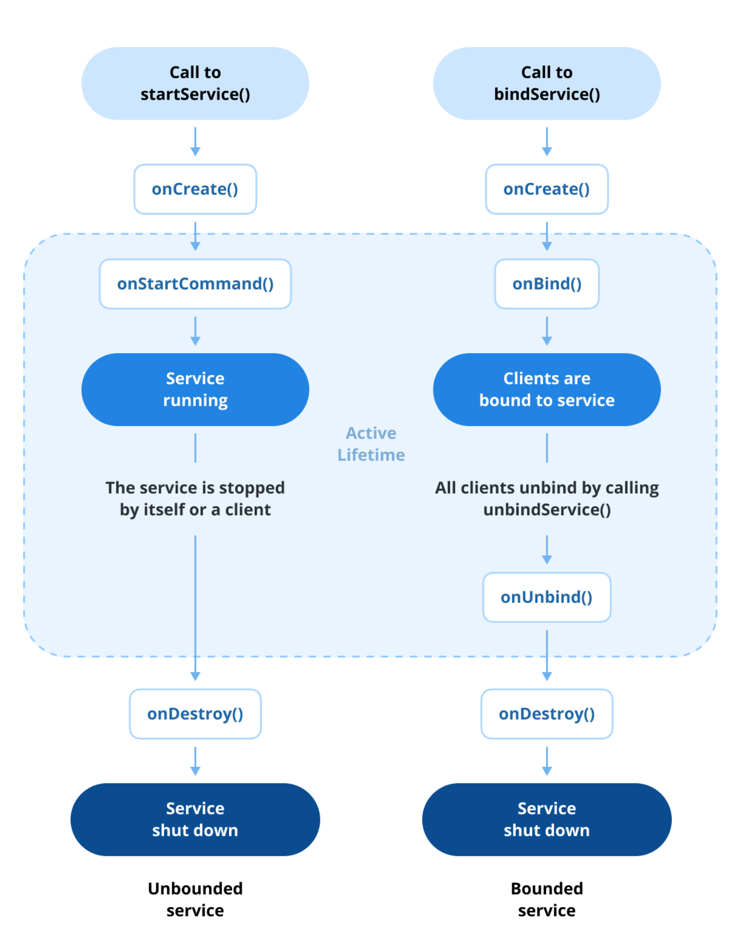 Call to
startService()
onCreate()
onStartCommand()
Service
running
The service is stopped
by itself or a client
onDestroy()
Service
shut down
Unbounded
service
Active
Lifetime
Call to
bindService()
onCreate()
onBind()
Clients are
bound to service
All clients unbind by calling
unbindService()
onUnbind()
onDestroy()
Service
shut down
Bounded
service